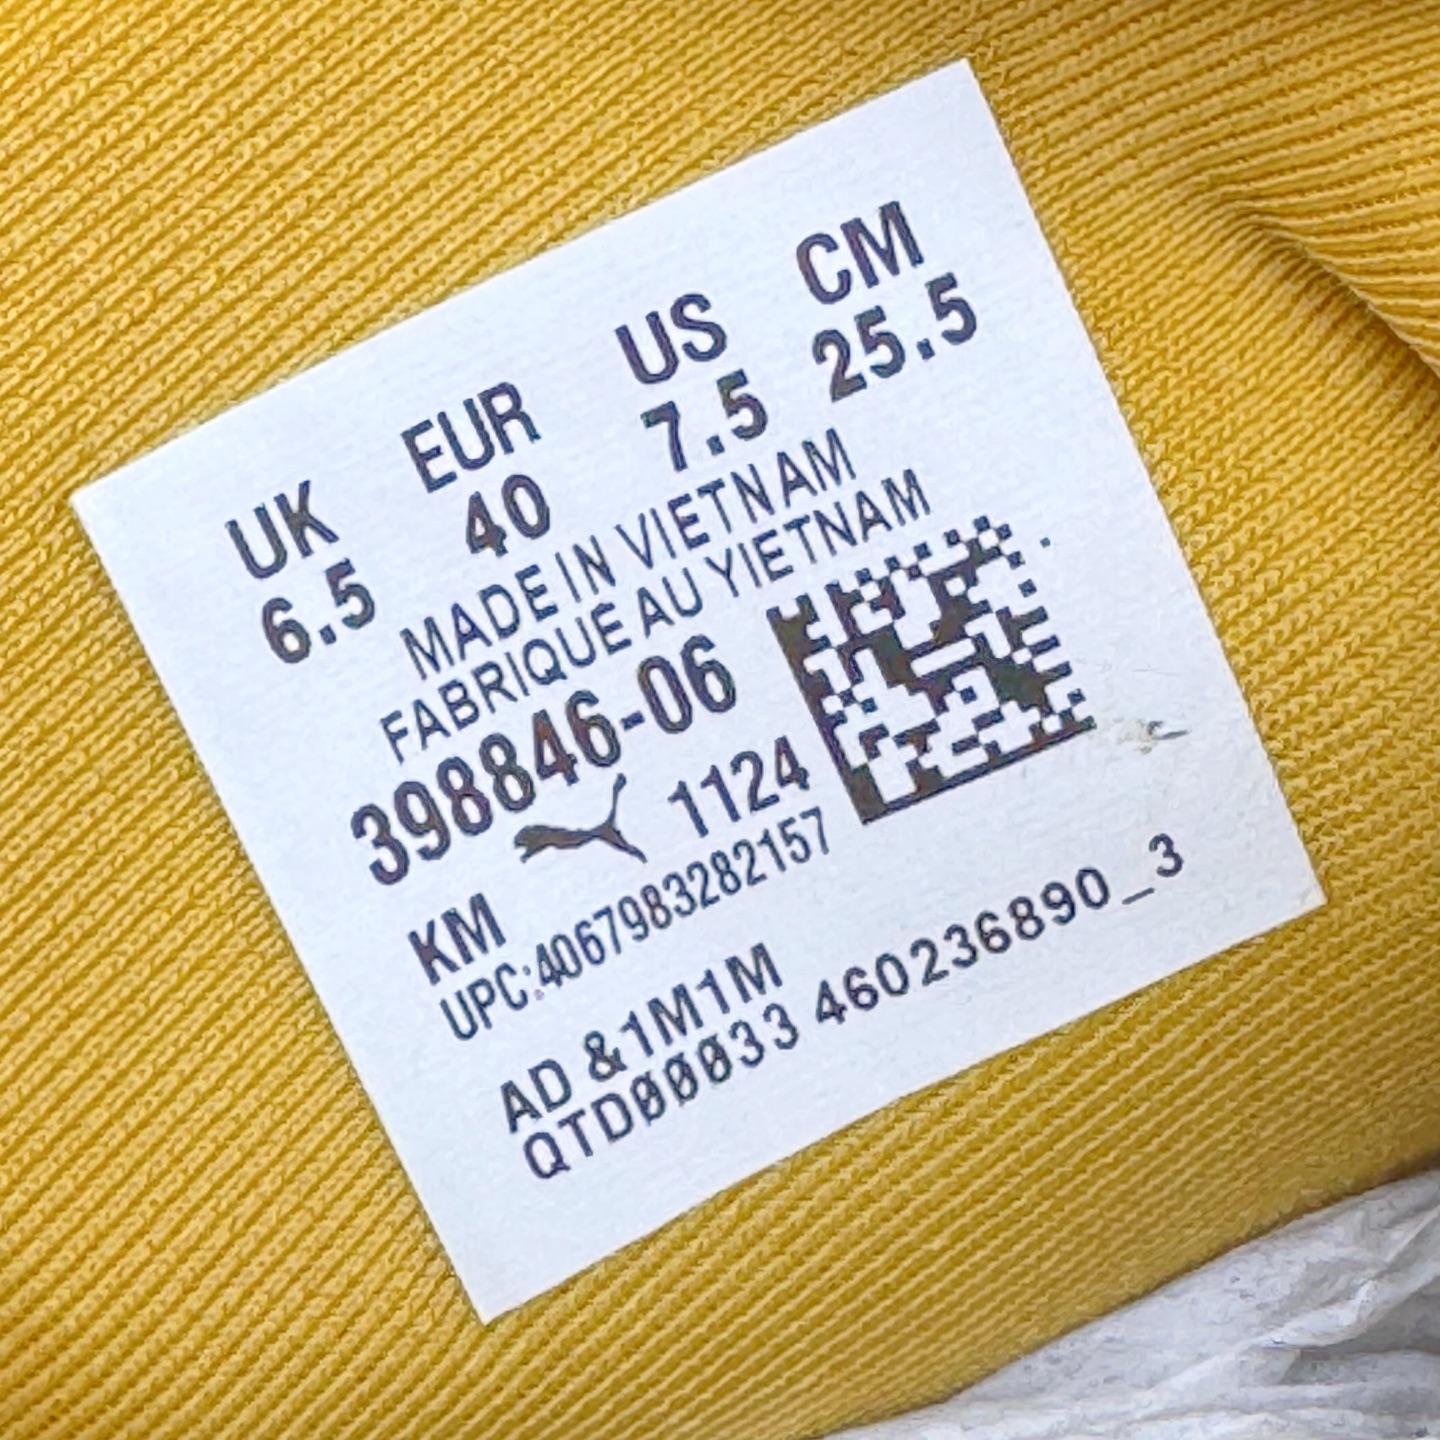 UK EUR US CM
6.5 40 7.5 25.5
MADE IN VIETNAM
FABRIQUE AU YIETNAM
398846-06
1124
KM
UPC:4067983282157
AD &1M1M
QTD00033 460236890_3